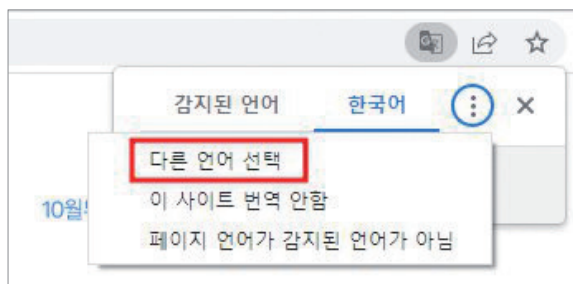 감지된 언어 한국어
다른 언어 선택
이 사이트 번역 안함
10월
페이지 언어가 감지된 언어가 아님